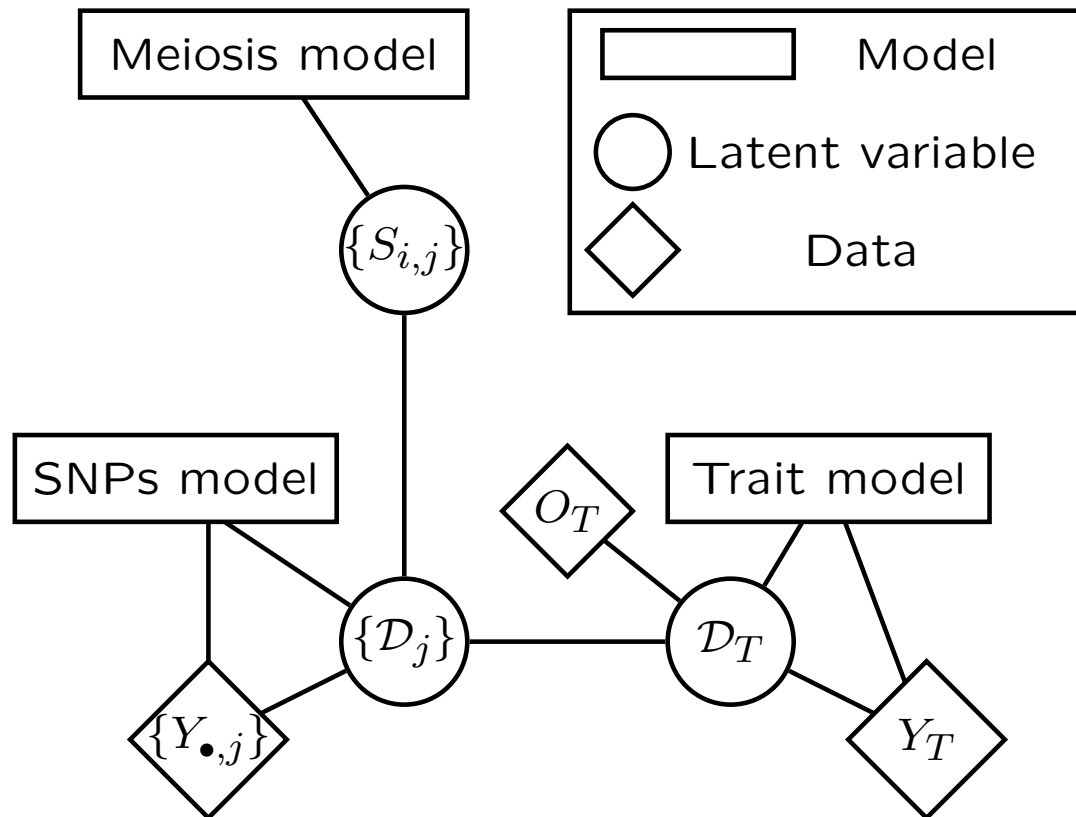 Meiosis model
Model
Latent variable
Data
{S_{i,j}}
SNPs model
O_T
Trait model
{𝒟_j}
𝒟_T
{Y_{•,j}}
Y_T